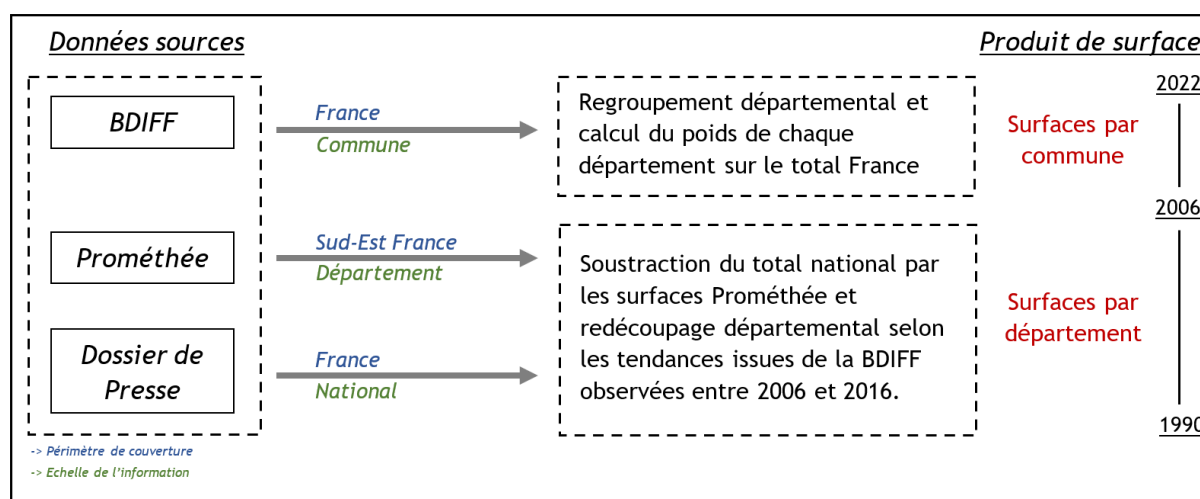 Données sources
Produit de surface
BDIFF
France
Commune
Regroupement départemental et
calcul du poids de chaque
département sur le total France
Surfaces par
commune
2022
2006
Prométhée
Sud-Est France
Département
Soustraction du total national par
les surfaces Prométhée et
redécoupage départemental selon
les tendances issues de la BDIFF
observées entre 2006 et 2016.
Surfaces par
département
Dossier de
Presse
France
National
1990
-> Périmètre de couverture
-> Echelle de l'information